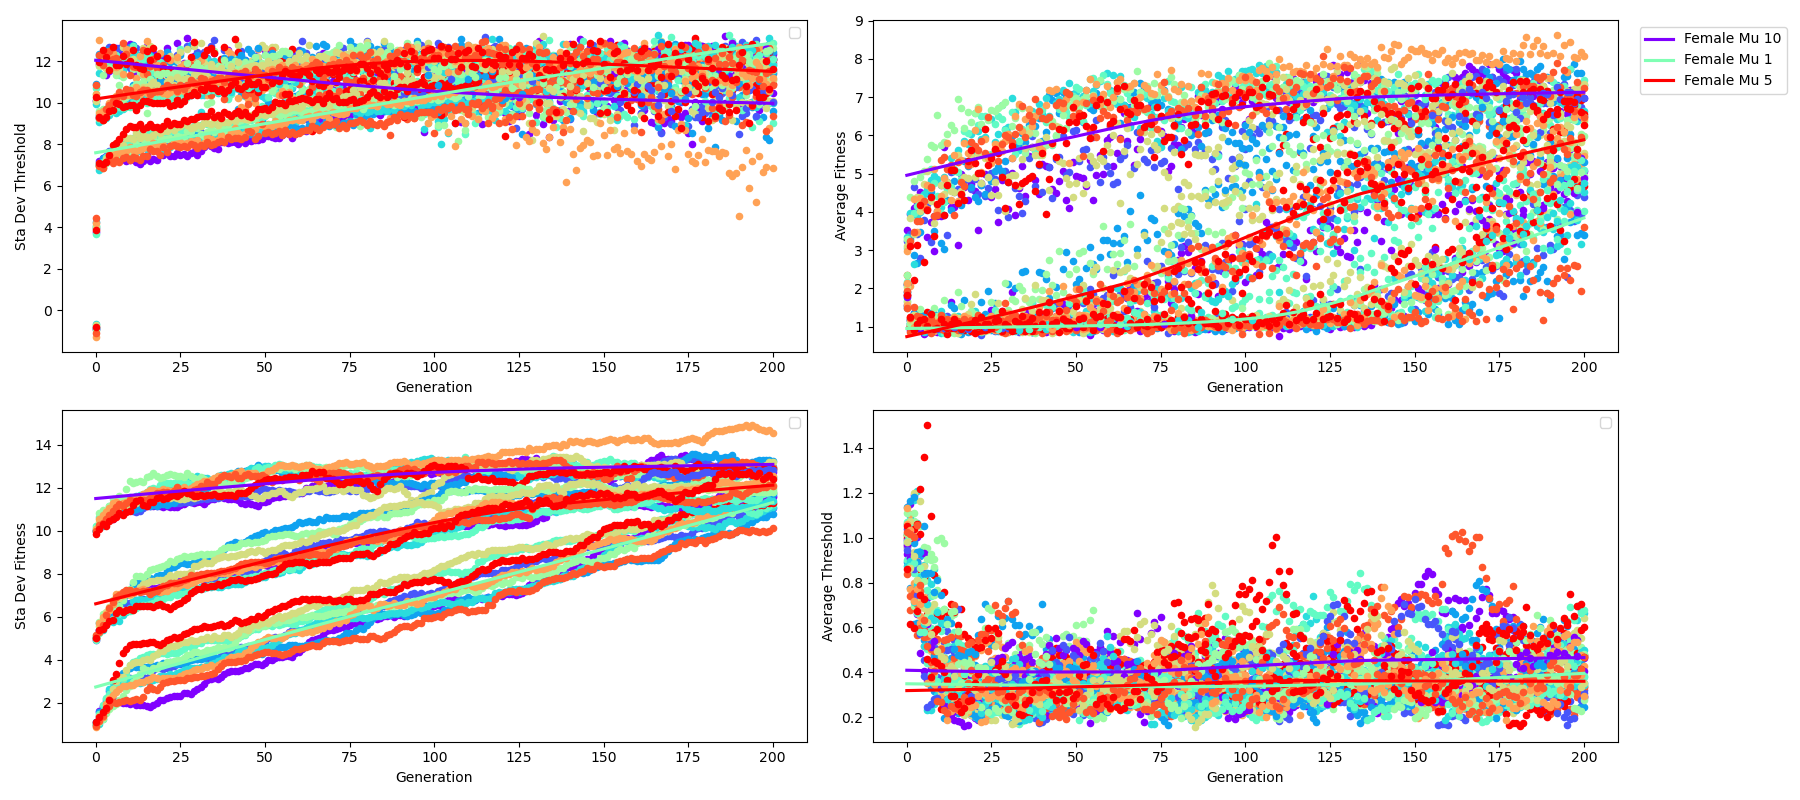 Sta Dev Threshold
12
10
8
6
4
2
0
0 25 50 75 100 125 150 175 200
Generation
Average Fitness
9
8
7
6
5
4
3
2
1
0 25 50 75 100 125 150 175 200
Generation
Female Mu 10
Female Mu 1
Female Mu 5
Sta Dev Fitness
14
12
10
8
6
4
2
0 25 50 75 100 125 150 175 200
Generation
Average Threshold
1.4
1.2
1.0
0.8
0.6
0.4
0.2
0 25 50 75 100 125 150 175 200
Generation